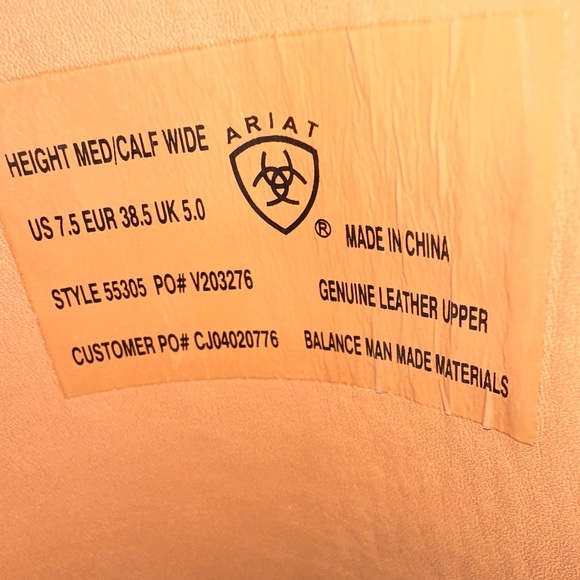 ARIAT
®
HEIGHT MED/CALF WIDE
US 7.5 EUR 38.5 UK 5.0
STYLE 55305 PO# V203276
CUSTOMER PO# CJ04020776
MADE IN CHINA
GENUINE LEATHER UPPER
BALANCE MAN MADE MATERIALS